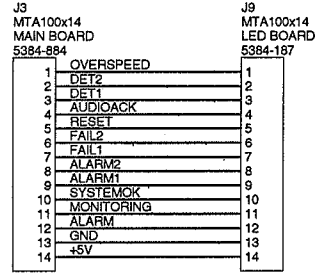 J3
MTA100x14
MAIN BOARD
5384-884
J9
MTA100x14
LED BOARD
5384-187
1 OVERSPEED 1
2 DET2 2
3 DET1 3
4 AUDIOACK 4
5 RESET 5
6 FAIL2 6
7 FAIL1 7
8 ALARM2 8
9 ALARM1 9
10 SYSTEMOK 10
11 MONITORING 11
12 ALARM 12
13 GND 13
14 +5V 14